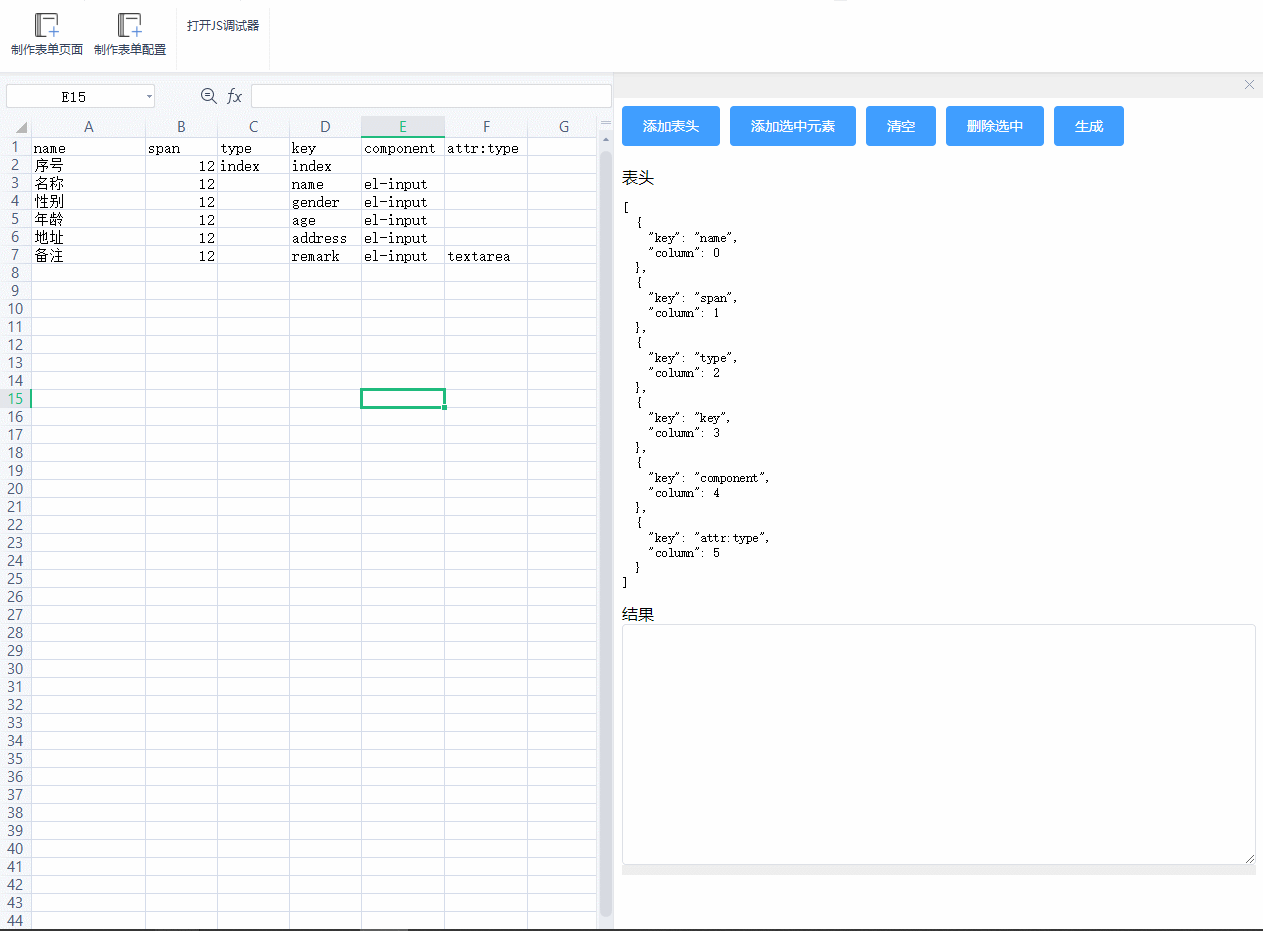 制作表单页面 制作表单配置 打开JS调试器
E15 fx
A B C D E F G
1 name span type key component attr:type
2 序号 12 index index
3 名称 12 name el-input
4 性别 12 gender el-input
5 年龄 12 age el-input
6 地址 12 address el-input
7 备注 12 remark el-input textarea
8
9
10
11
12
13
14
15
16
17
18
19
20
21
22
23
24
25
26
27
28
29
30
31
32
33
34
35
36
37
38
39
40
41
42
43
44
添加表头 添加选中元素 清空 删除选中 生成
表头
[
{
"key": "name",
"column": 0
},
{
"key": "span",
"column": 1
},
{
"key": "type",
"column": 2
},
{
"key": "key",
"column": 3
},
{
"key": "component",
"column": 4
},
{
"key": "attr:type",
"column": 5
}
]
结果